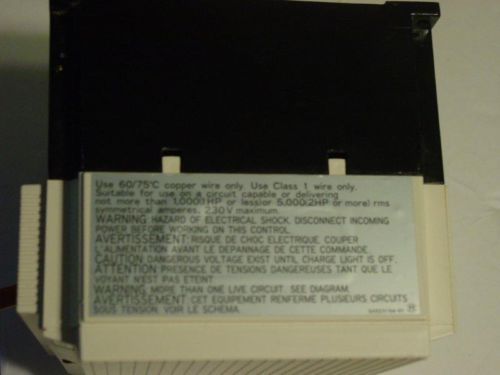 Use 60/75°C copper wire only. Use Class 1 wire only.
Suitable for use on a circuit capable or delivering
not more than 1,000(1HP or less)or 5,000(2HP or more) rms
symmetrical amperes, 230V maximum.
WARNING: HAZARD OF ELECTRICAL SHOCK. DISCONNECT INCOMING
POWER BEFORE WORKING ON THIS CONTROL.
AVERTISSEMENT: RISQUE DE CHOC ELECTRIQUE. COUPER
L'ALIMENTATION AVANT LE DEPANNAGE DE CETTE COMMANDE.
CAUTION DANGEROUS VOLTAGE EXIST UNTIL CHARGE LIGHT IS OFF.
ATTENTION PRESENCE DE TENSIONS DANGEREUSES TANT QUE LE
VOYANT N'EST PAS ETEINT
WARNING: MORE THAN ONE LIVE CIRCUIT. SEE DIAGRAM.
AVERTISSEMENT: CET EQUIPEMENT RENFERME PLUSIEURS CIRCUITS
SOUS TENSION. VOIR LE SCHEMA.